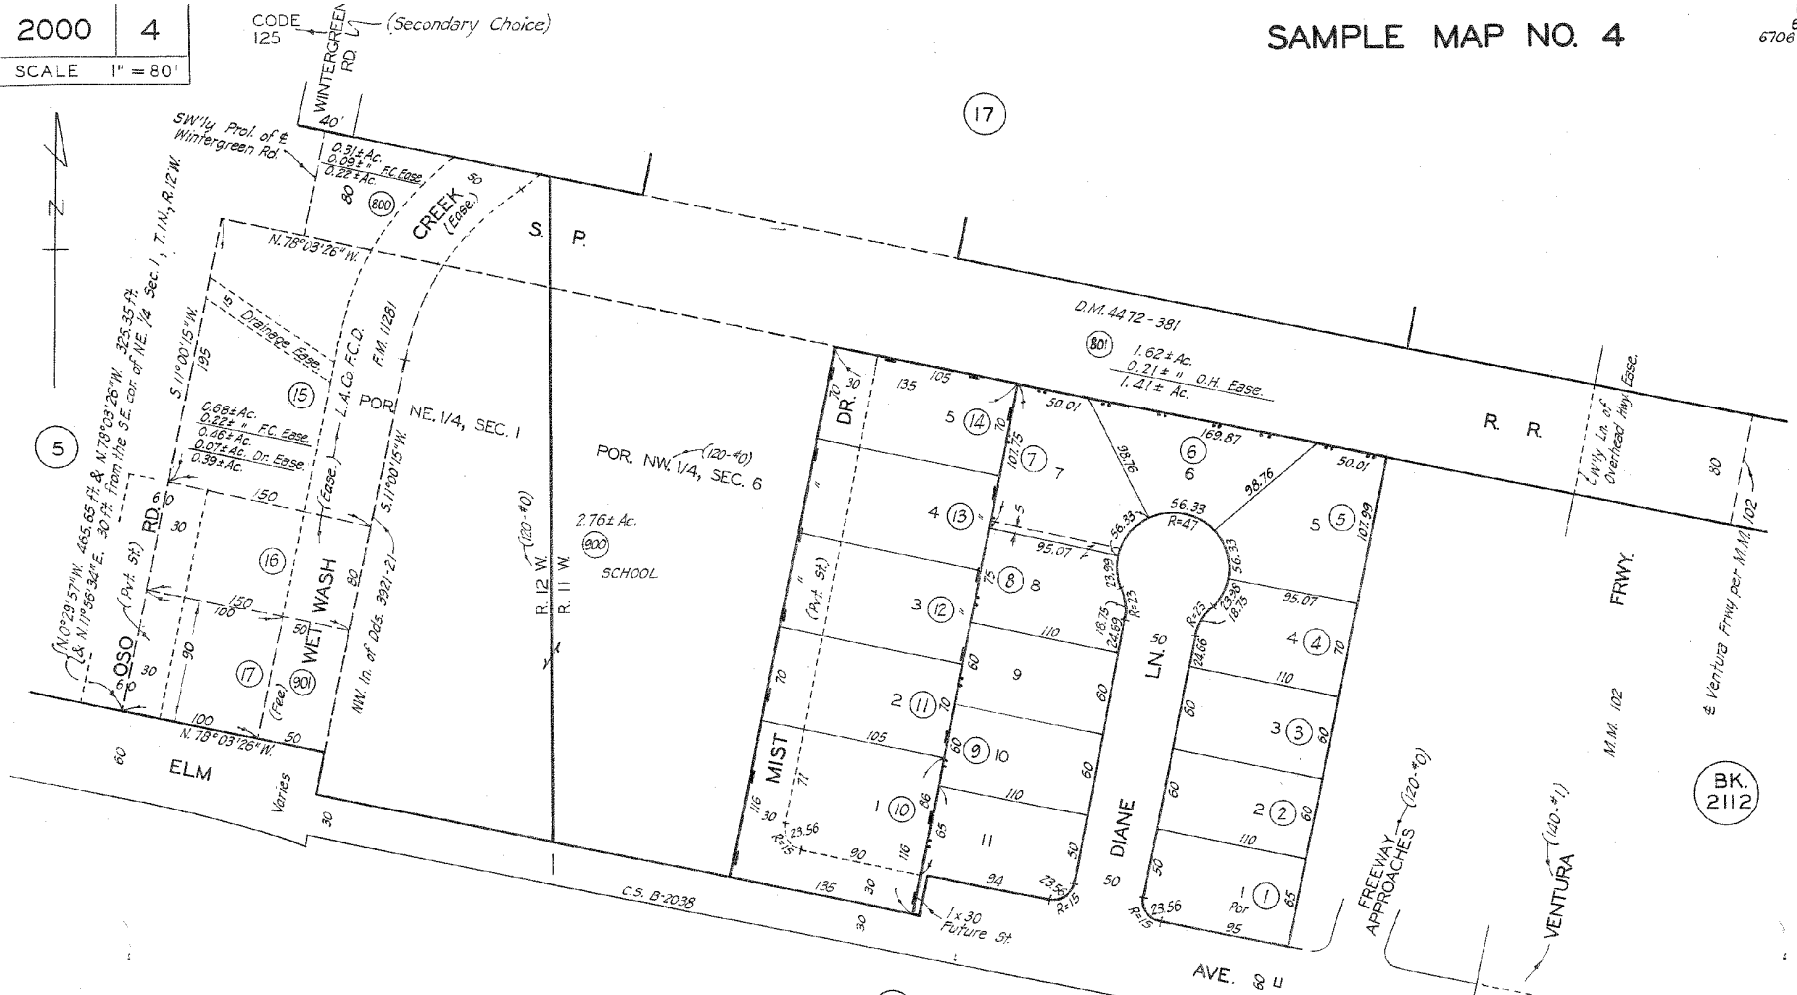 2000 4
SCALE 1" = 80'
CODE 125
WINTERGREEN RD.
(Secondary Choice)
SAMPLE MAP NO. 4
6706
17
40'
SW'ly Prol. of ℄
Wintergreen Rd.
0.31± Ac.
0.09± " F.C. Ease.
0.22± Ac.
80
800
CREEK
(Ease.)
50
S. P.
N. 78°03'26" W.
15
Drainage Ease.
S. 11°00'15" W.
195
L.A. Co. F.C.D.
F.M. 11281
15
0.68± Ac.
0.22± " F.C. Ease.
0.46± Ac.
0.07± Ac. Dr. Ease.
0.39± Ac.
5
(N. 0°29'57" W. 465.65 ft. & N. 78°03'26" W. 325.35 ft.
(& N. 11°56'34" E. 30 ft. from the S.E. cor. of NE. 1/4 Sec. 1, T. 1 N., R. 12 W.
POR. NE. 1/4, SEC. 1
POR. NW. 1/4, SEC. 6
(120-#0)
2.76± Ac.
900
SCHOOL
(120-#0)
R. 12 W.
R. 11 W.
S. 11°00'15" W.
NW. ln. of Dds. 3921-21
(Ease.)
80
WET WASH
901
(Fee)
OSO RD.
(Pvt. St.)
60
30
150
16
150
100
50
90
17
30
60
100
N. 78°03'26" W.
50
60
ELM
Varies
30
D.M. 4472-381
801
1.62± Ac.
0.21± " O.H. Ease.
1.41± Ac.
R. R.
W'ly Ln. of
Overhead Hwy. Ease.
80
102
℄ Ventura Frwy per M.M.
FRWY.
M.M. 102
BK.
2112
70
30
DR.
135
105
5 14
70
107.75
50.01
7
7
98.76
169.87
6
6
98.76
50.01
5 5
107.99
4 13
"
5
95.07
56.33
56.33
R=47
56.33
23.99
R=23
18.75
24.69
R=23
23.98
18.75
24.66
95.07
4 4
70
75
8 8
3 12
"
(Pvt. St.)
"
"
110
LN.
50
110
60
9
60
60
3 3
60
70
2 11
70
105
60
9 10
60
60
110
2 2
60
MIST
71
116
30
23.56
R=15
90
1 10
86
116
65
110
11
50
DIANE
50
110
50
1
Por
1
65
135
30
94
23.56
R=15
R=15
23.56
95
1 x 30
Future St.
C.S. B-2038
30
AVE.
60
FREEWAY APPROACHES
(120-#0)
VENTURA
(140-#1)